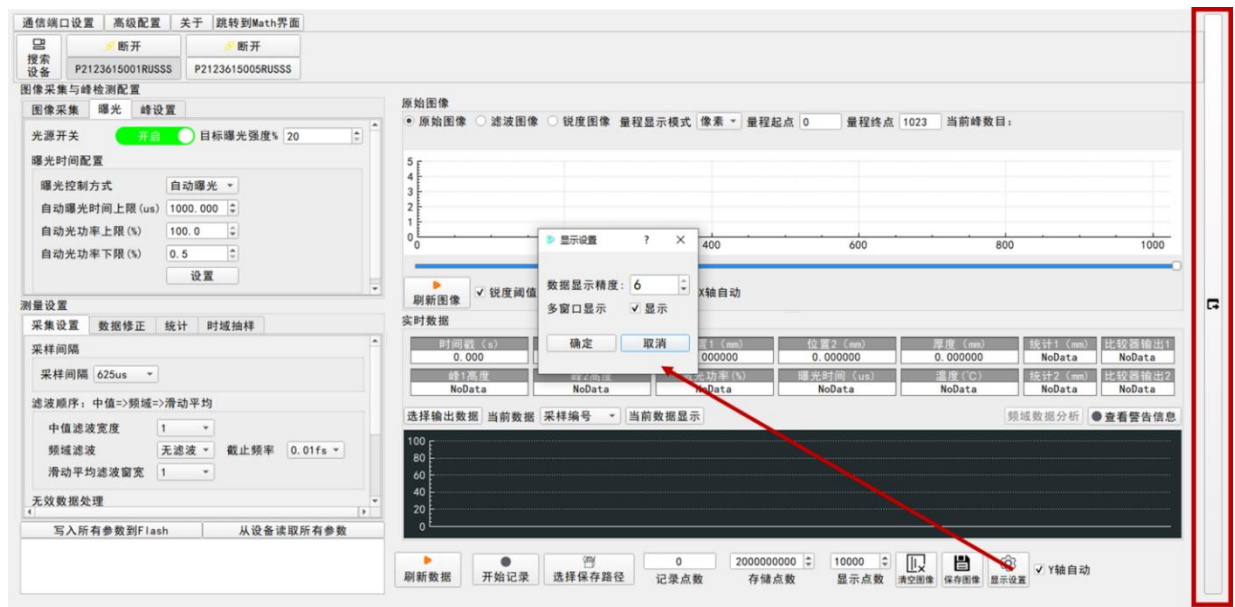 通信端口设置 高级配置 关于 跳转到Math界面
搜索设备 断开 断开
P2123615001RUSSS P2123615005RUSSS
图像采集与峰检测配置
图像采集 曝光 峰设置
光源开关 开启 目标曝光强度% 20
曝光时间配置
曝光控制方式 自动曝光
自动曝光时间上限(us) 1000.000
自动光功率上限(%) 100.0
自动光功率下限(%) 0.5
设置
测量设置
采集设置 数据修正 统计 时域抽样
采样间隔
采样间隔 625us
滤波顺序: 中值=>频域=>滑动平均
中值滤波宽度 1
频域滤波 无滤波 截止频率 0.01fs
滑动平均滤波窗宽 1
无效数据处理
写入所有参数到Flash 从设备读取所有参数
原始图像
原始图像 滤波图像 锐度图像 量程显示模式 像素 量程起点 0 量程终点 1023 当前峰数目:
5
4
3
2
1
0
0 400 600 800 1000
显示设置 ? ×
数据显示精度: 6
多窗口显示 显示
确定 取消
刷新图像 锐度阈值 X轴自动
实时数据
时间戳(s) 置1(mm) 位置2(mm) 厚度(mm) 统计1(mm) 比较器输出1
0.000 000000 0.000000 0.000000 NoData NoData
峰1高度 峰2高度 光功率(%) 曝光时间(us) 温度(℃) 统计2(mm) 比较器输出2
NoData NoData NoData NoData NoData NoData NoData
选择输出数据 当前数据 采样编号 当前数据显示 频域数据分析 查看警告信息
100
80
60
40
20
0
刷新数据 开始记录 选择保存路径 0 记录点数 2000000000 存储点数 10000 显示点数 清空图像 保存图像 显示设置 Y轴自动